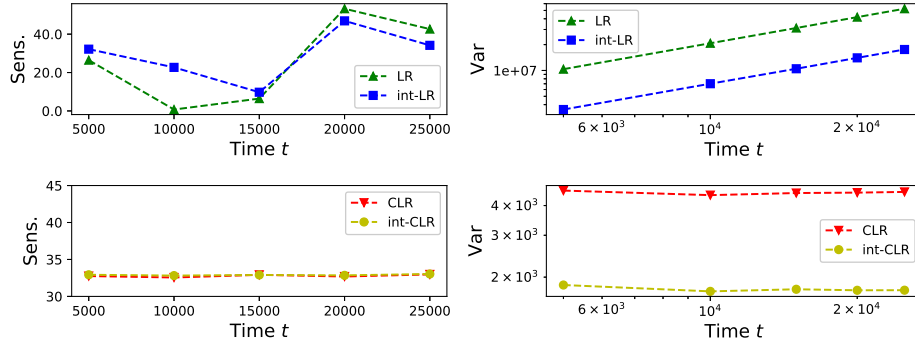 Sens.
40.0
20.0
0.0
LR
int-LR
5000 10000 15000 20000 25000
Time t
Var
1e+07
LR
int-LR
6 × 10³ 10⁴ 2 × 10⁴
Time t
Sens.
45
35
30
CLR
int-CLR
5000 10000 15000 20000 25000
Time t
Var
4 × 10³
3 × 10³
2 × 10³
CLR
int-CLR
6 × 10³ 10⁴ 2 × 10⁴
Time t